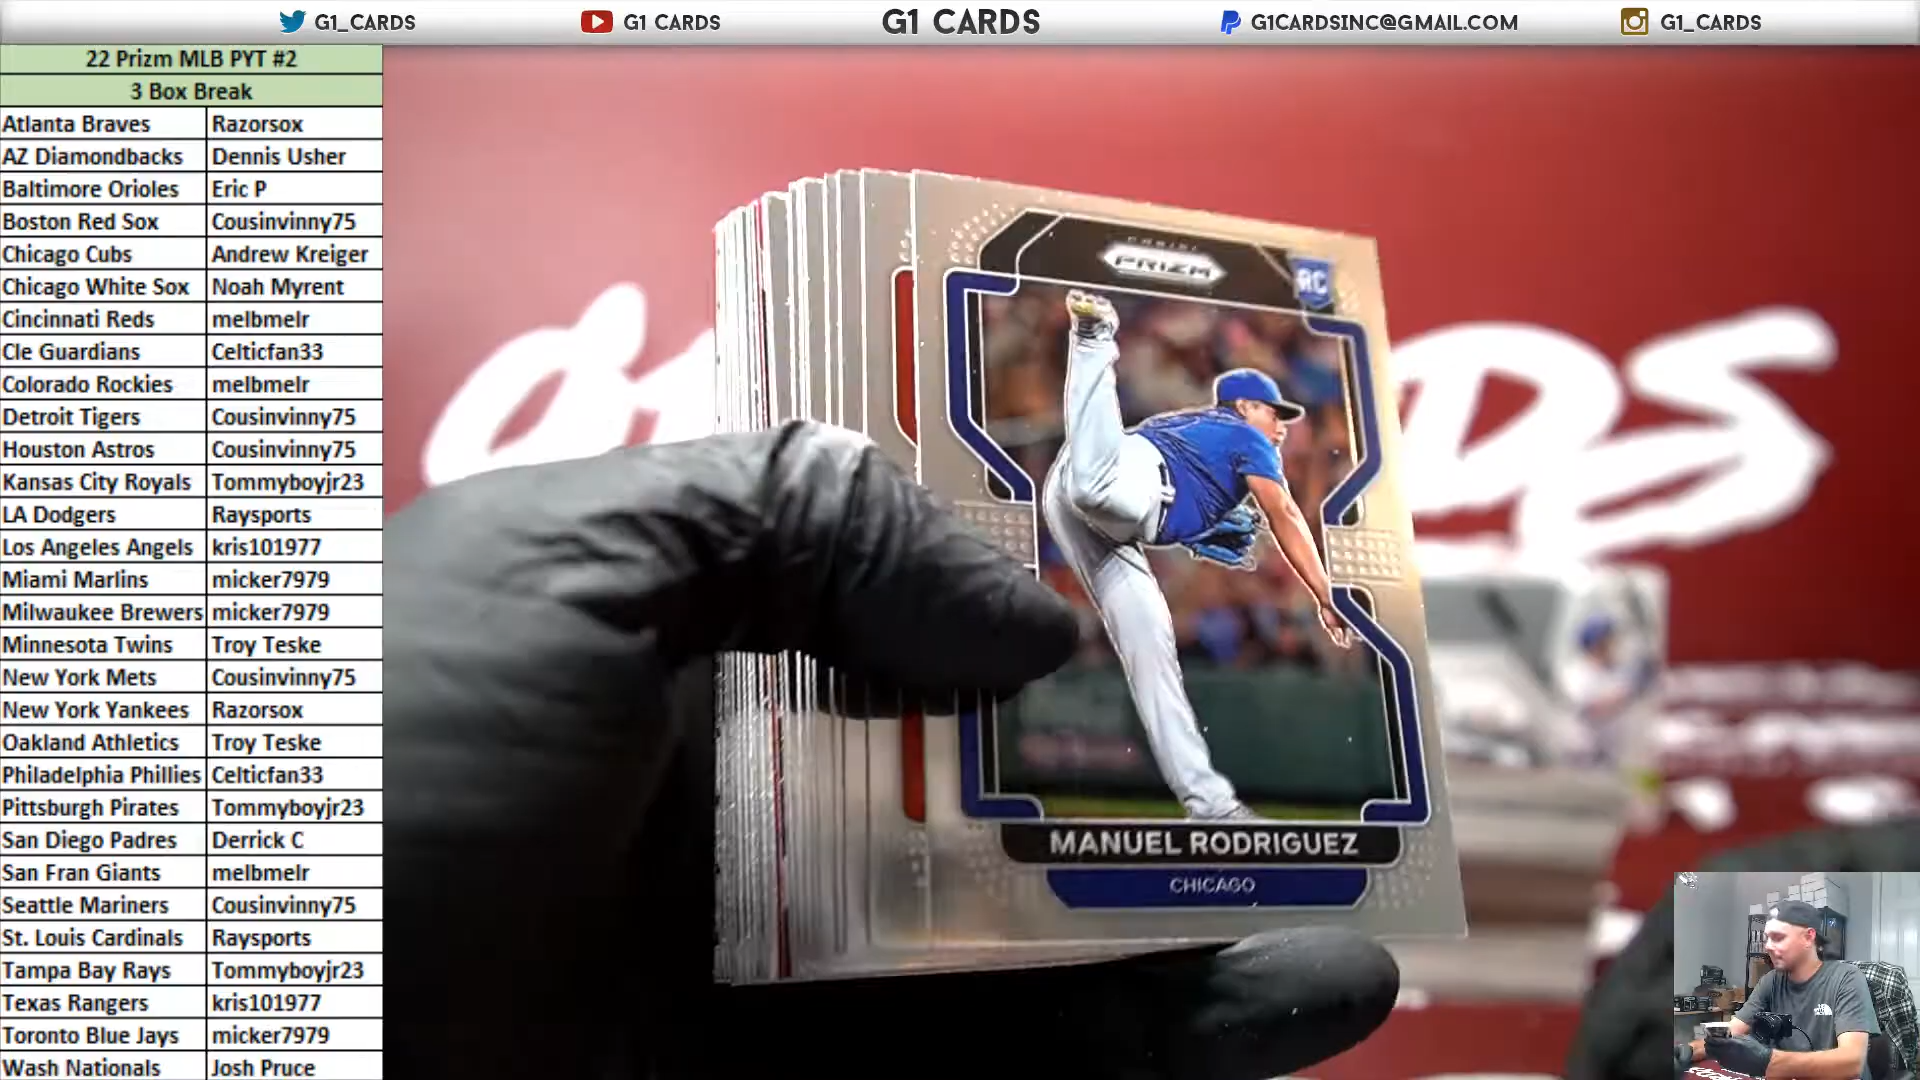 G1_CARDS G1 CARDS G1 CARDS G1CARDSINC@GMAIL.COM G1_CARDS
22 Prizm MLB PYT #2
3 Box Break
Atlanta Braves Razorsox
AZ Diamondbacks Dennis Usher
Baltimore Orioles Eric P
Boston Red Sox Cousinvinny75
Chicago Cubs Andrew Kreiger
Chicago White Sox Noah Myrent
Cincinnati Reds melbmelr
Cle Guardians Celticfan33
Colorado Rockies melbmelr
Detroit Tigers Cousinvinny75
Houston Astros Cousinvinny75
Kansas City Royals Tommyboyjr23
LA Dodgers Raysports
Los Angeles Angels kris101977
Miami Marlins micker7979
Milwaukee Brewers micker7979
Minnesota Twins Troy Teske
New York Mets Cousinvinny75
New York Yankees Razorsox
Oakland Athletics Troy Teske
Philadelphia Phillies Celticfan33
Pittsburgh Pirates Tommyboyjr23
San Diego Padres Derrick C
San Fran Giants melbmelr
Seattle Mariners Cousinvinny75
St. Louis Cardinals Raysports
Tampa Bay Rays Tommyboyjr23
Texas Rangers kris101977
Toronto Blue Jays micker7979
Wash Nationals Josh Pruce
PANINI
PRIZM
RC
MANUEL RODRIGUEZ
CHICAGO